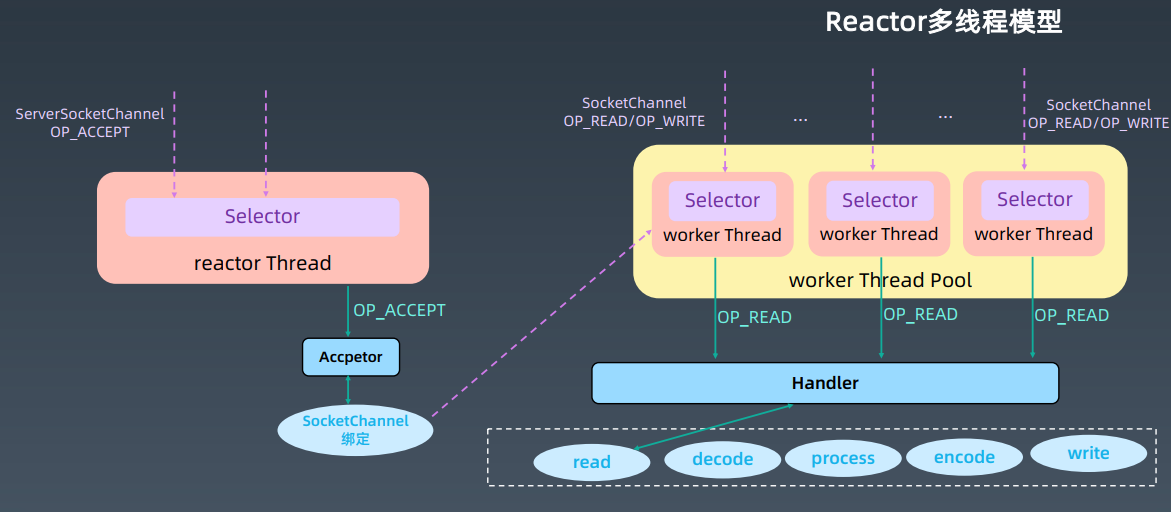 Reactor多线程模型
ServerSocketChannel
OP_ACCEPT
SocketChannel
OP_READ/OP_WRITE
...
...
SocketChannel
OP_READ/OP_WRITE
Selector
reactor Thread
Selector
worker Thread
Selector
worker Thread
Selector
worker Thread
worker Thread Pool
OP_ACCEPT
OP_READ
OP_READ
OP_READ
Accpetor
Handler
SocketChannel
绑定
read
decode
process
encode
write